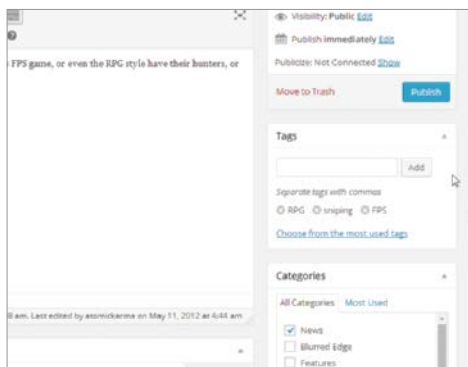 Visibility: Public Edit
Publish immediately Edit
FPS game, or even the RPG style have their hunters, or
Publicize: Not Connected Show
Move to Trash
Publish
Tags
Add
Separate tags with commas
RPG sniping FPS
Choose from the most used tags
Categories
All Categories Most Used
News
8 am. Last edited by atomickarma on May 11, 2012 at 4:44 am
Blurred Edge
Features